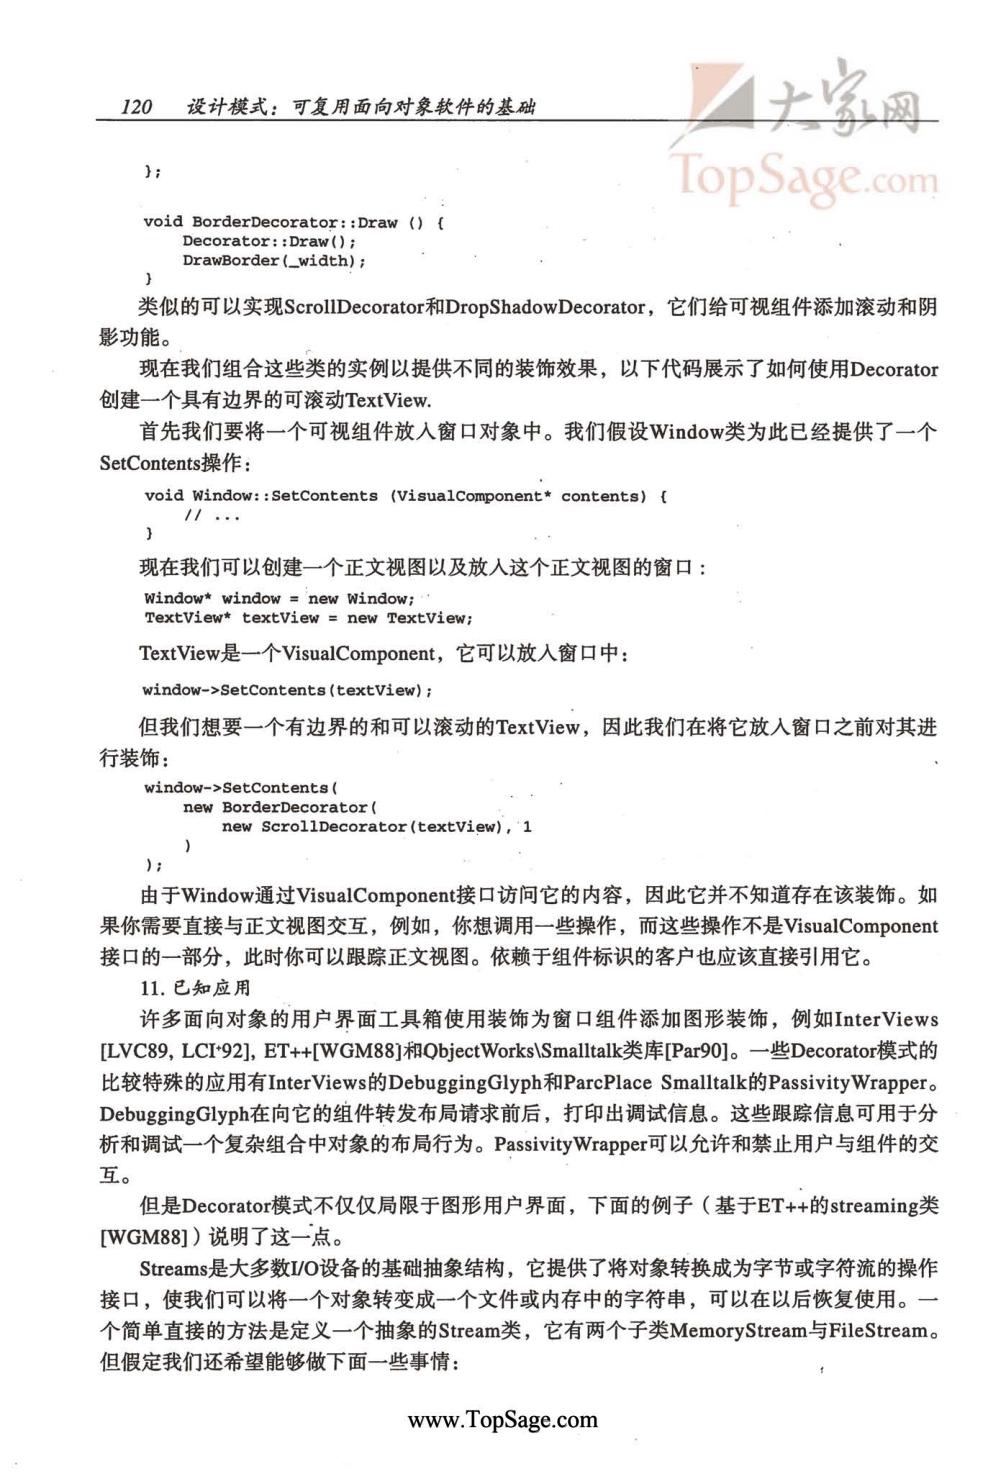 120 设计模式：可复用面向对象软件的基础
大家网
TopSage.com
};
void BorderDecorator::Draw () {
Decorator::Draw();
DrawBorder(_width);
}
类似的可以实现ScrollDecorator和DropShadowDecorator，它们给可视组件添加滚动和阴
影功能。
现在我们组合这些类的实例以提供不同的装饰效果，以下代码展示了如何使用Decorator
创建一个具有边界的可滚动TextView.
首先我们要将一个可视组件放入窗口对象中。我们假设Window类为此已经提供了一个
SetContents操作：
void Window::SetContents (VisualComponent* contents) {
// ...
}
现在我们可以创建一个正文视图以及放入这个正文视图的窗口：
Window* window = new Window;
TextView* textView = new TextView;
TextView是一个VisualComponent，它可以放入窗口中：
window->SetContents(textView);
但我们想要一个有边界的和可以滚动的TextView，因此我们在将它放入窗口之前对其进
行装饰：
window->SetContents(
new BorderDecorator(
new ScrollDecorator(textView), 1
)
);
由于Window通过VisualComponent接口访问它的内容，因此它并不知道存在该装饰。如
果你需要直接与正文视图交互，例如，你想调用一些操作，而这些操作不是VisualComponent
接口的一部分，此时你可以跟踪正文视图。依赖于组件标识的客户也应该直接引用它。
11. 已知应用
许多面向对象的用户界面工具箱使用装饰为窗口组件添加图形装饰，例如InterViews
[LVC89, LCI+92], ET++[WGM88]和ObjectWorks\Smalltalk类库[Par90]。一些Decorator模式的
比较特殊的应用有InterViews的DebuggingGlyph和ParcPlace Smalltalk的PassivityWrapper。
DebuggingGlyph在向它的组件转发布局请求前后，打印出调试信息。这些跟踪信息可用于分
析和调试一个复杂组合中对象的布局行为。PassivityWrapper可以允许和禁止用户与组件的交
互。
但是Decorator模式不仅仅局限于图形用户界面，下面的例子（基于ET++的streaming类
[WGM88]）说明了这一点。
Streams是大多数I/O设备的基础抽象结构，它提供了将对象转换成为字节或字符流的操作
接口，使我们可以将一个对象转变成一个文件或内存中的字符串，可以在以后恢复使用。一
个简单直接的方法是定义一个抽象的Stream类，它有两个子类MemoryStream与FileStream。
但假定我们还希望能够做下面一些事情：
www.TopSage.com